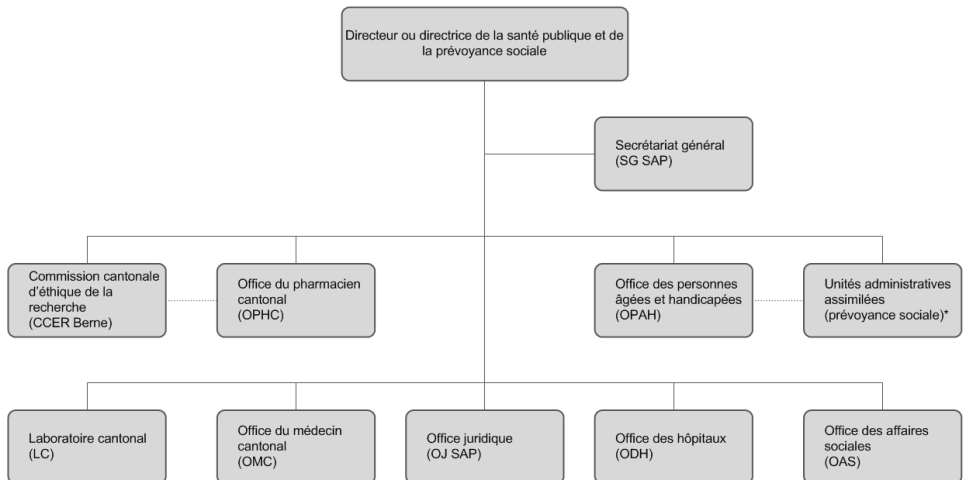 Directeur ou directrice de la santé publique et de
la prévoyance sociale
Secrétariat général
(SG SAP)
Commission cantonale
d'éthique de la
recherche
(CCER Berne)
Office du pharmacien
cantonal
(OPHC)
Office des personnes
âgées et handicapées
(OPAH)
Unités administratives
assimilées
(prévoyance sociale)*
Laboratoire cantonal
(LC)
Office du médecin
cantonal
(OMC)
Office juridique
(OJ SAP)
Office des hôpitaux
(ODH)
Office des affaires
sociales
(OAS)